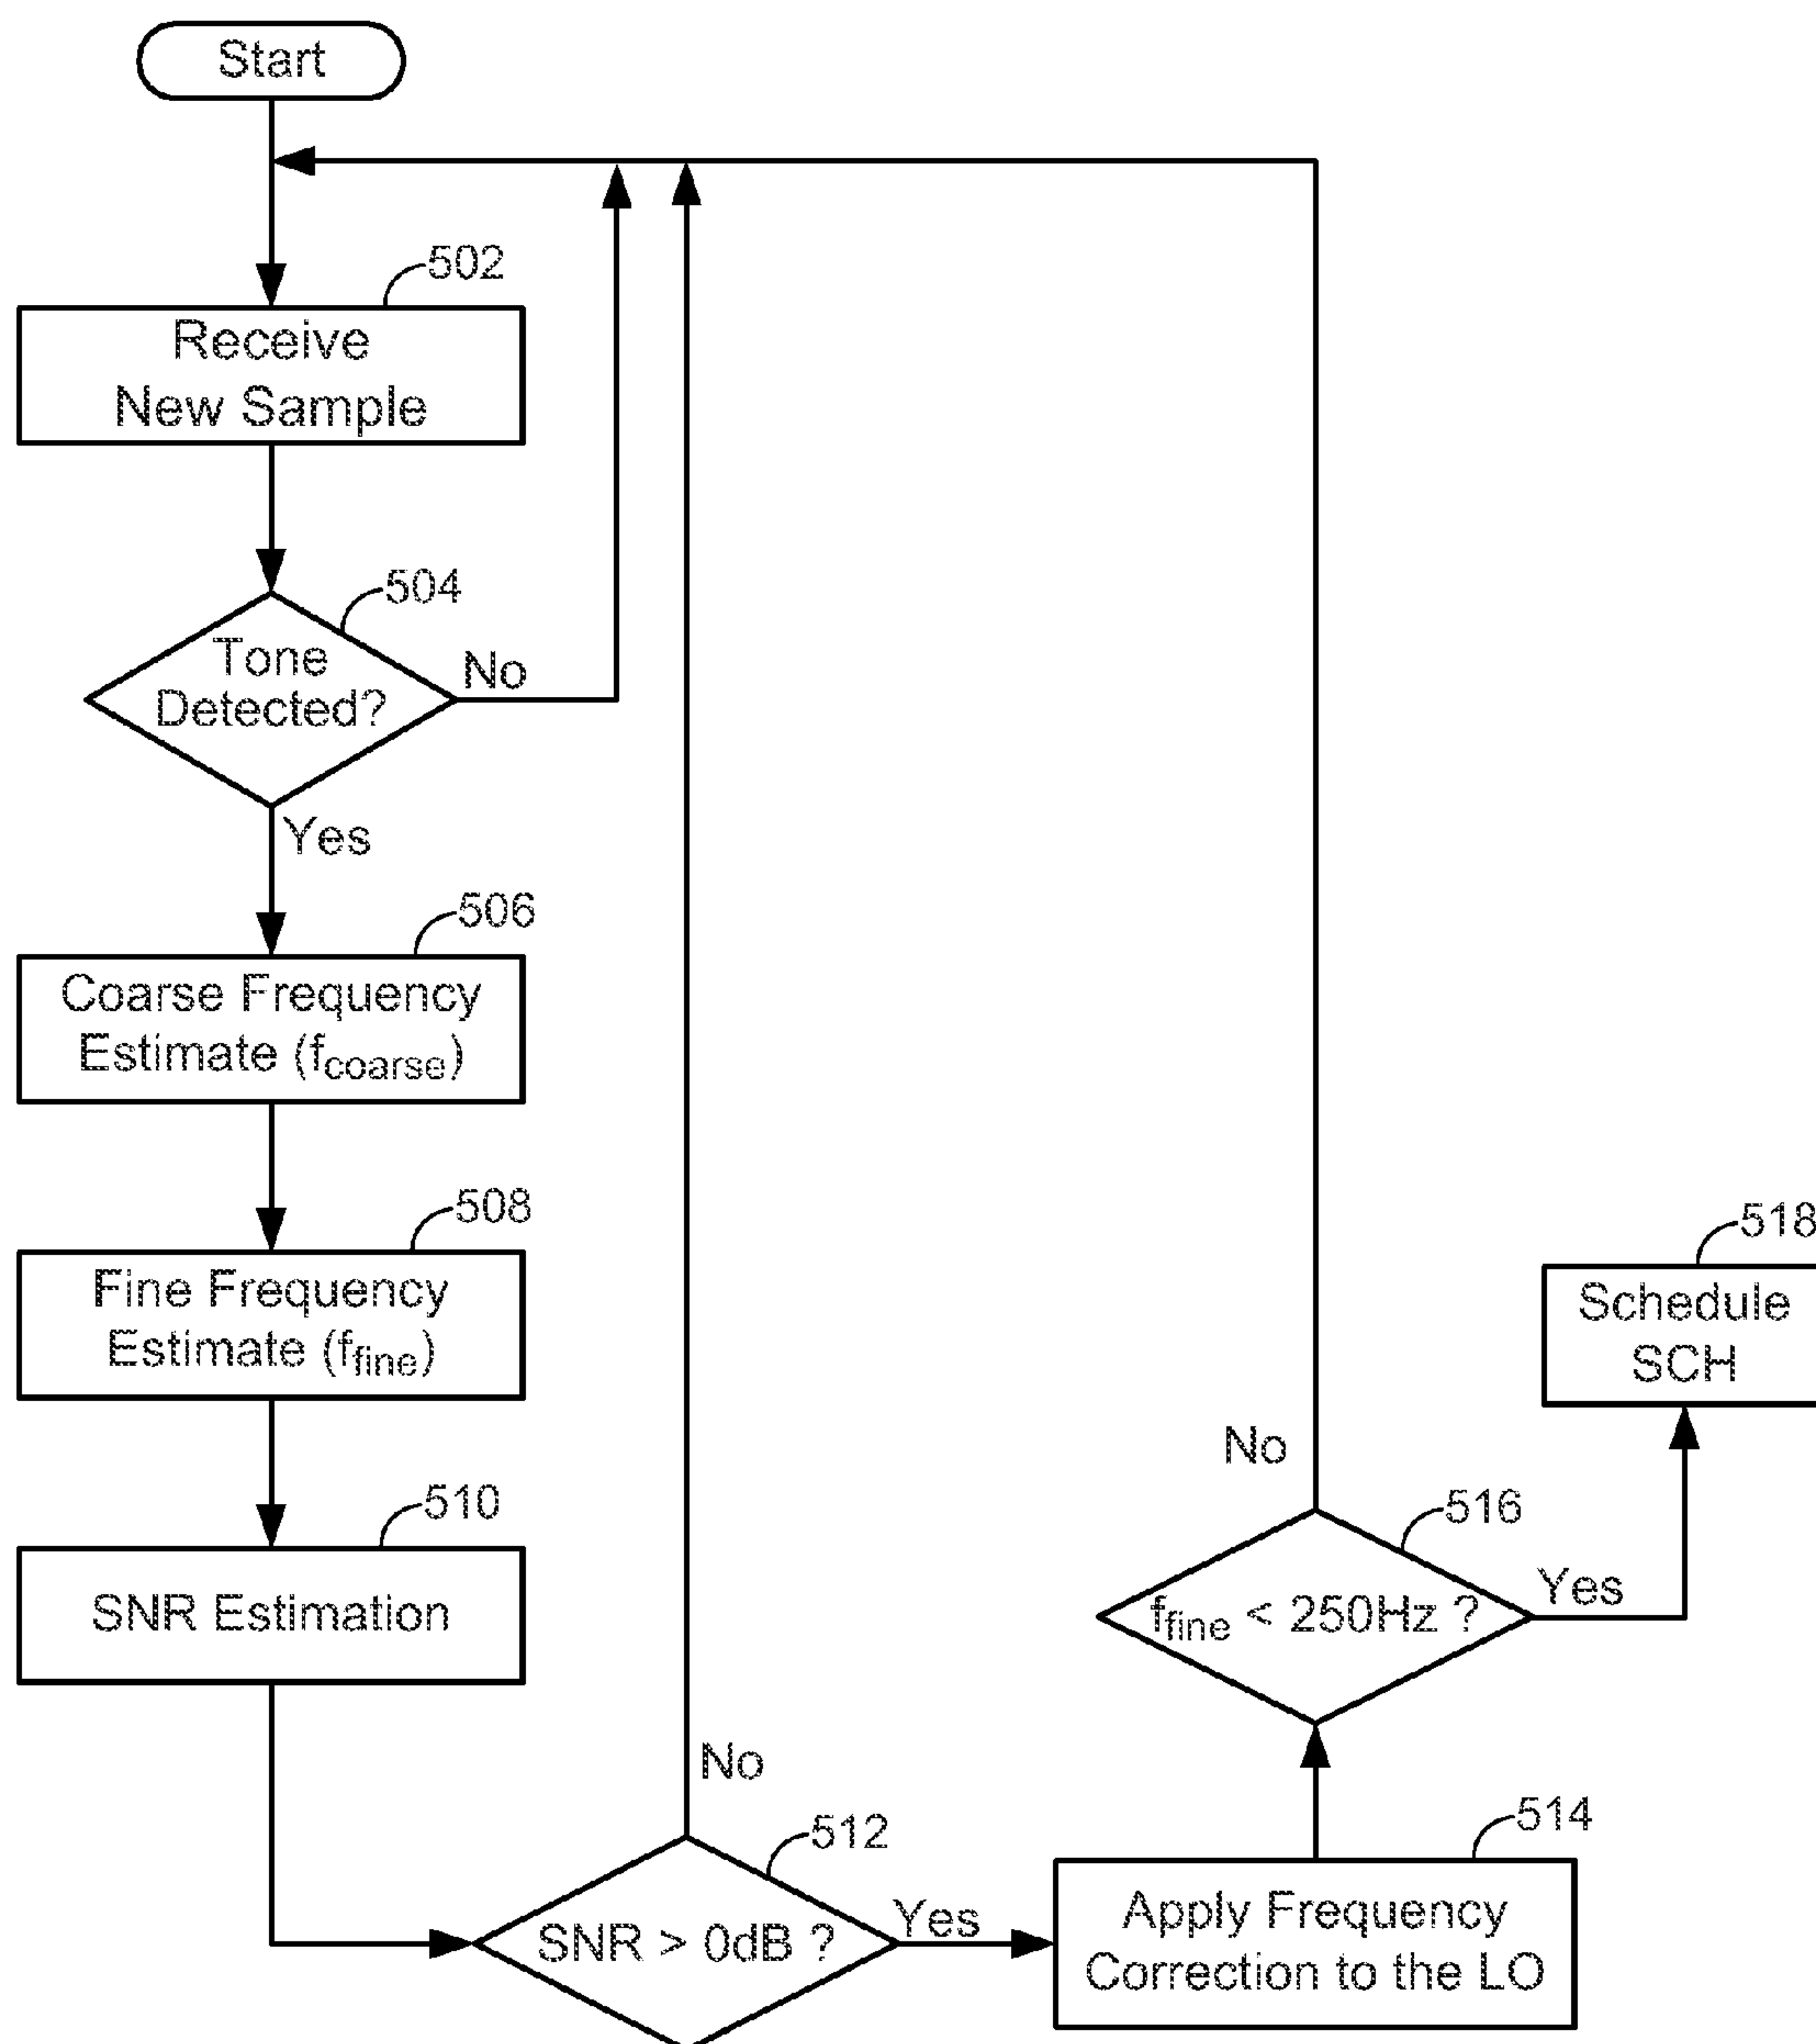 Start
502
Receive
New Sample
504
Tone
Detected?
No
Yes
506
Coarse Frequency
Estimate (fcoarse)
508
Fine Frequency
Estimate (ffine)
510
SNR Estimation
512
SNR > 0dB ?
No
Yes
514
Apply Frequency
Correction to the LO
516
ffine < 250Hz ?
No
Yes
518
Schedule
SCH